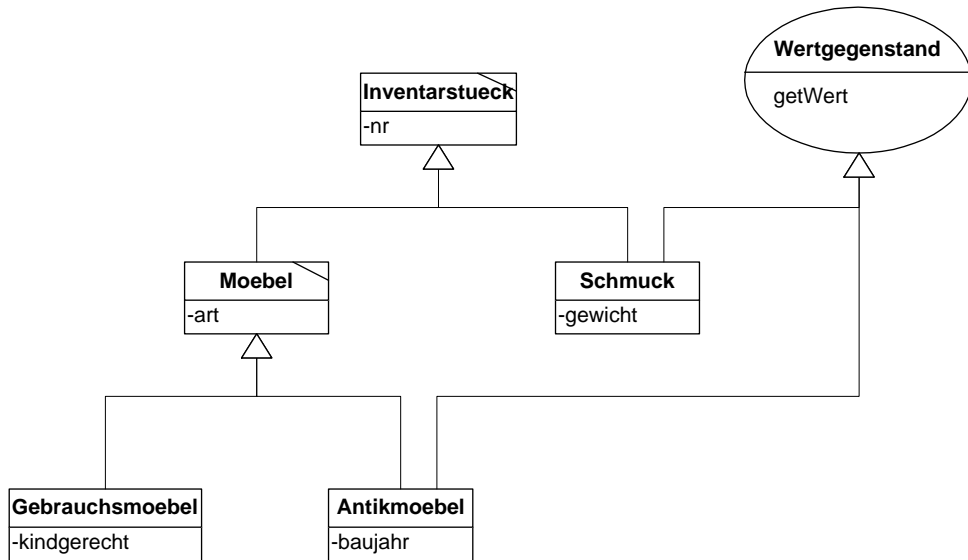 Wertgegenstand
getWert
Inventarstueck
-nr
Moebel
-art
Schmuck
-gewicht
Gebrauchsmoebel
-kindgerecht
Antikmoebel
-baujahr